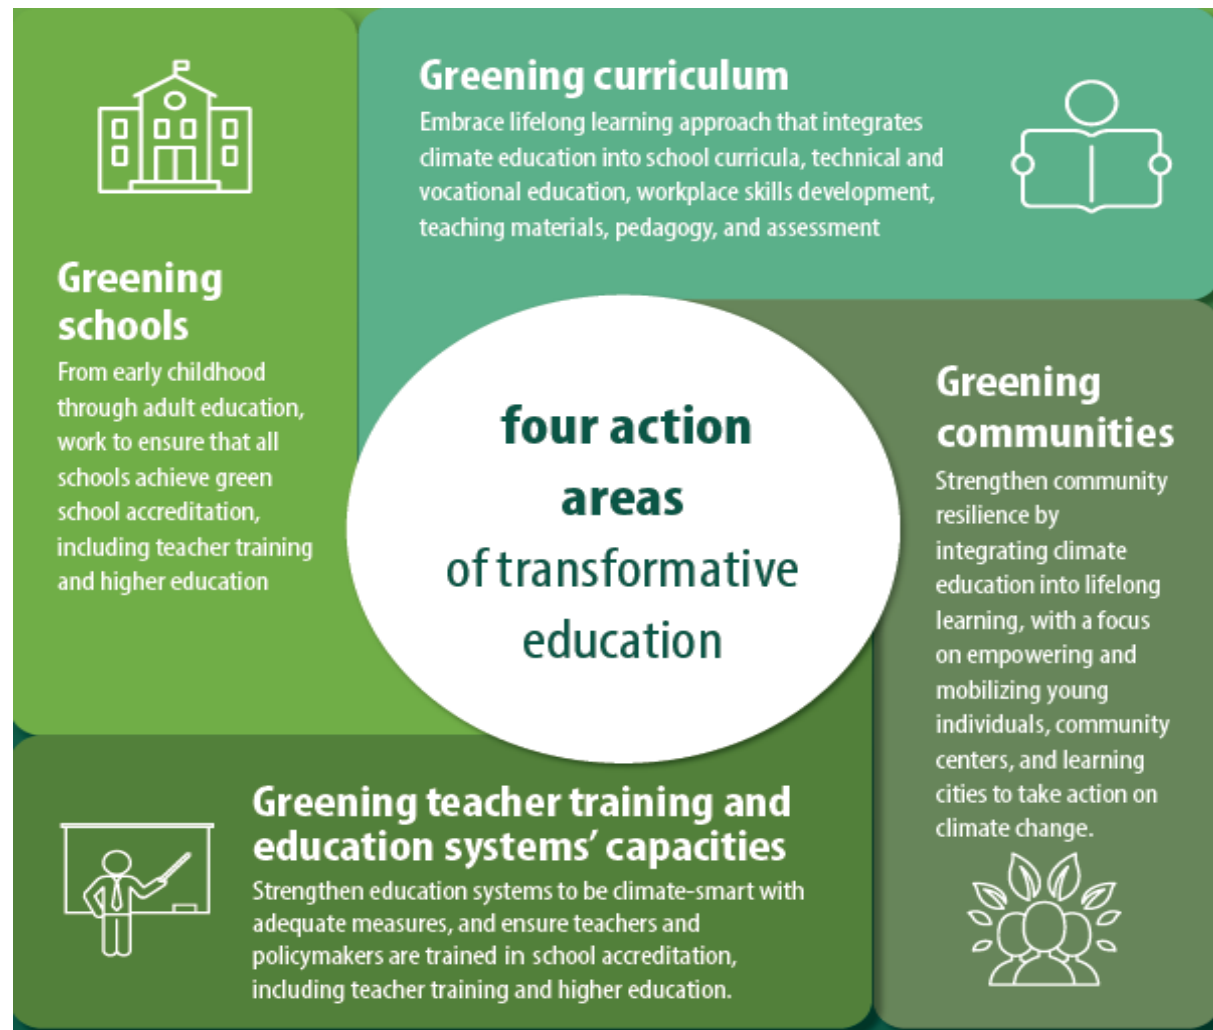 Greening
schools
From early childhood
through adult education,
work to ensure that all
schools achieve green
school accreditation,
including teacher training
and higher education
Greening curriculum
Embrace lifelong learning approach that integrates
climate education into school curricula, technical and
vocational education, workplace skills development,
teaching materials, pedagogy, and assessment
four action
areas
of transformative
education
Greening
communities
Strengthen community
resilience by
integrating climate
education into lifelong
learning, with a focus
on empowering and
mobilizing young
individuals, community
centers, and learning
cities to take action on
climate change.
Greening teacher training and
education systems’ capacities
Strengthen education systems to be climate-smart with
adequate measures, and ensure teachers and
policymakers are trained in school accreditation,
including teacher training and higher education.